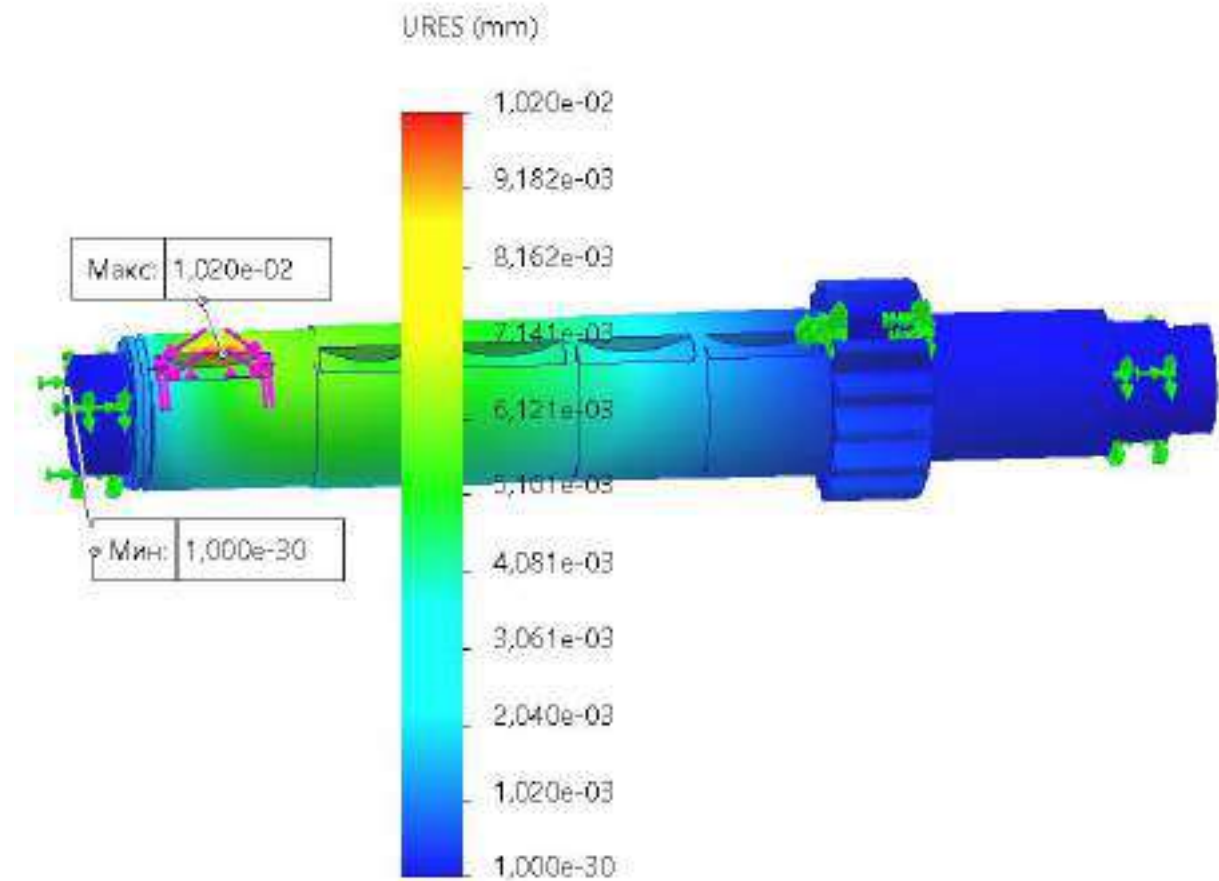 URES (mm)
1,020e-02
9,182e-03
8,162e-03
7,141e-03
6,121e-03
5,101e-03
4,081e-03
3,061e-03
2,040e-03
1,020e-03
1,000e-30
Макс: 1,020e-02
Мин: 1,000e-30